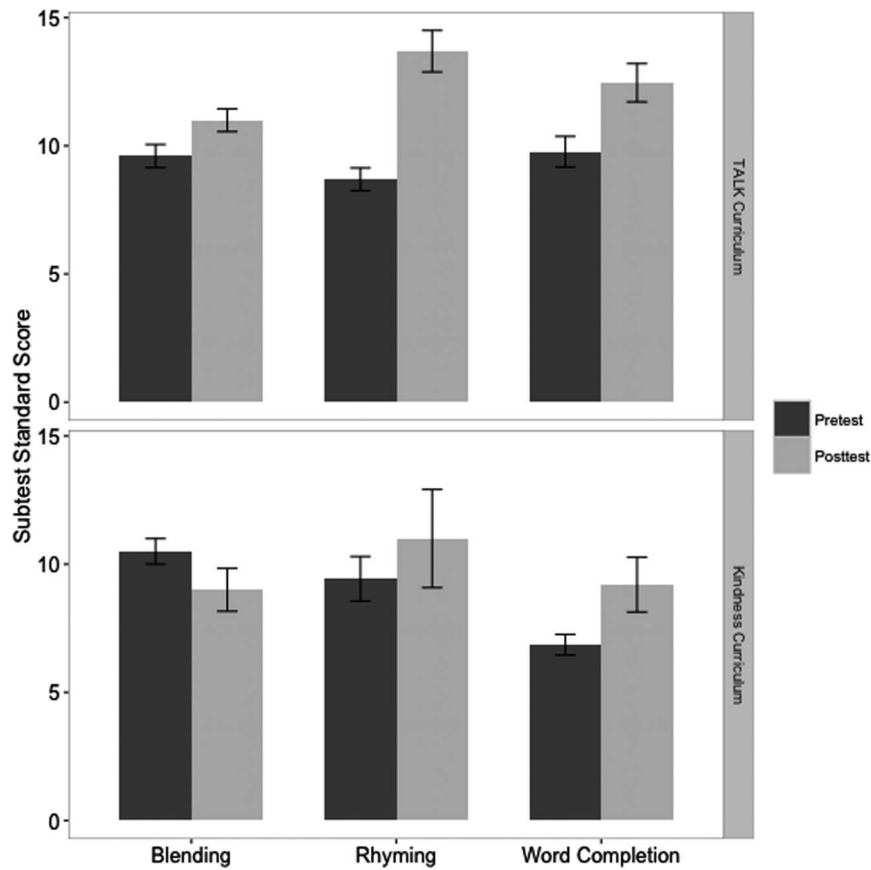 15
10
5
0
TALK Curriculum
Subtest Standard Score
15
10
5
0
Kindness Curriculum
Pretest
Posttest
Blending
Rhyming
Word Completion